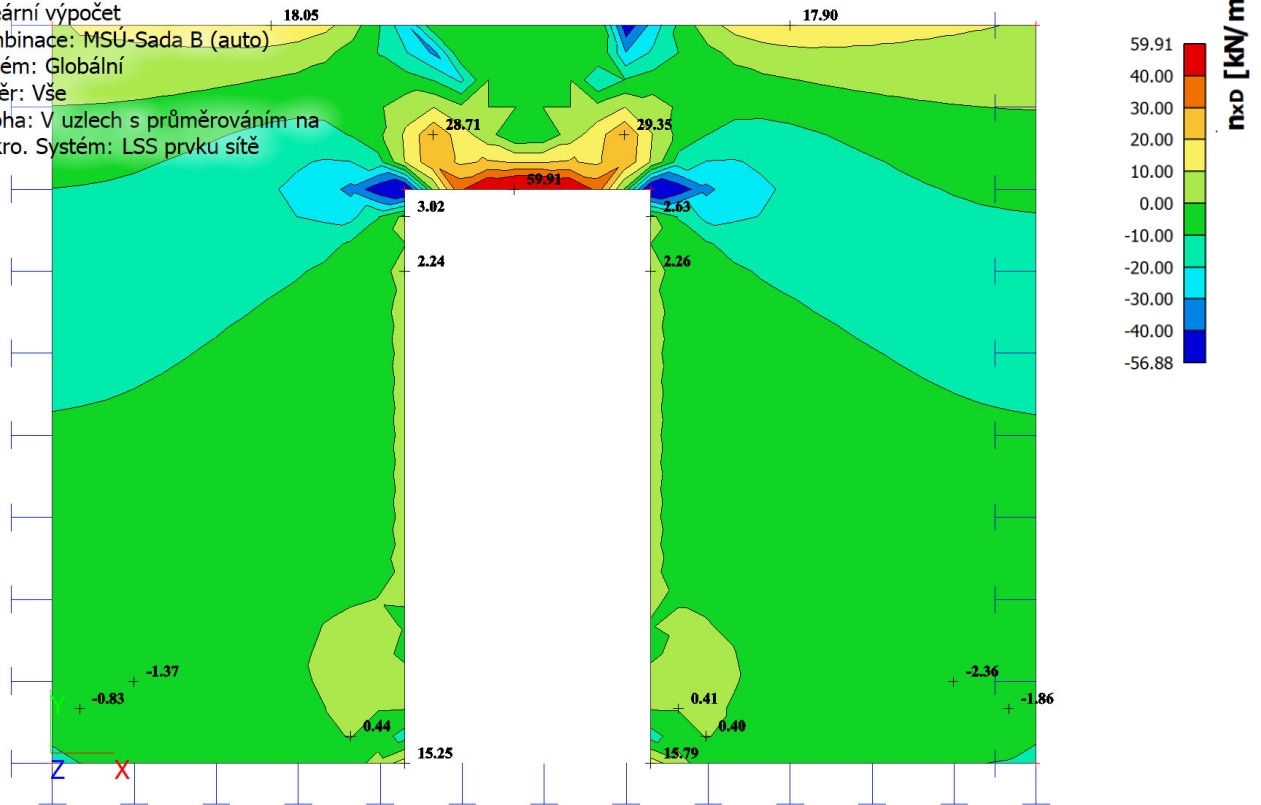 eární výpočet
nbinace: MSÚ-Sada B (auto)
ém: Globální
ěr: Vše
oha: V uzlech s průměrováním na
kro. Systém: LSS prvku sítě
18.05
17.90
28.71
29.35
59.91
3.02
2.63
2.24
2.26
-1.37
-2.36
-0.83
-1.86
0.41
0.44
0.40
15.25
15.79
Y
Z
X
59.91
40.00
30.00
20.00
10.00
0.00
-10.00
-20.00
-30.00
-40.00
-56.88
nxD [kN/m